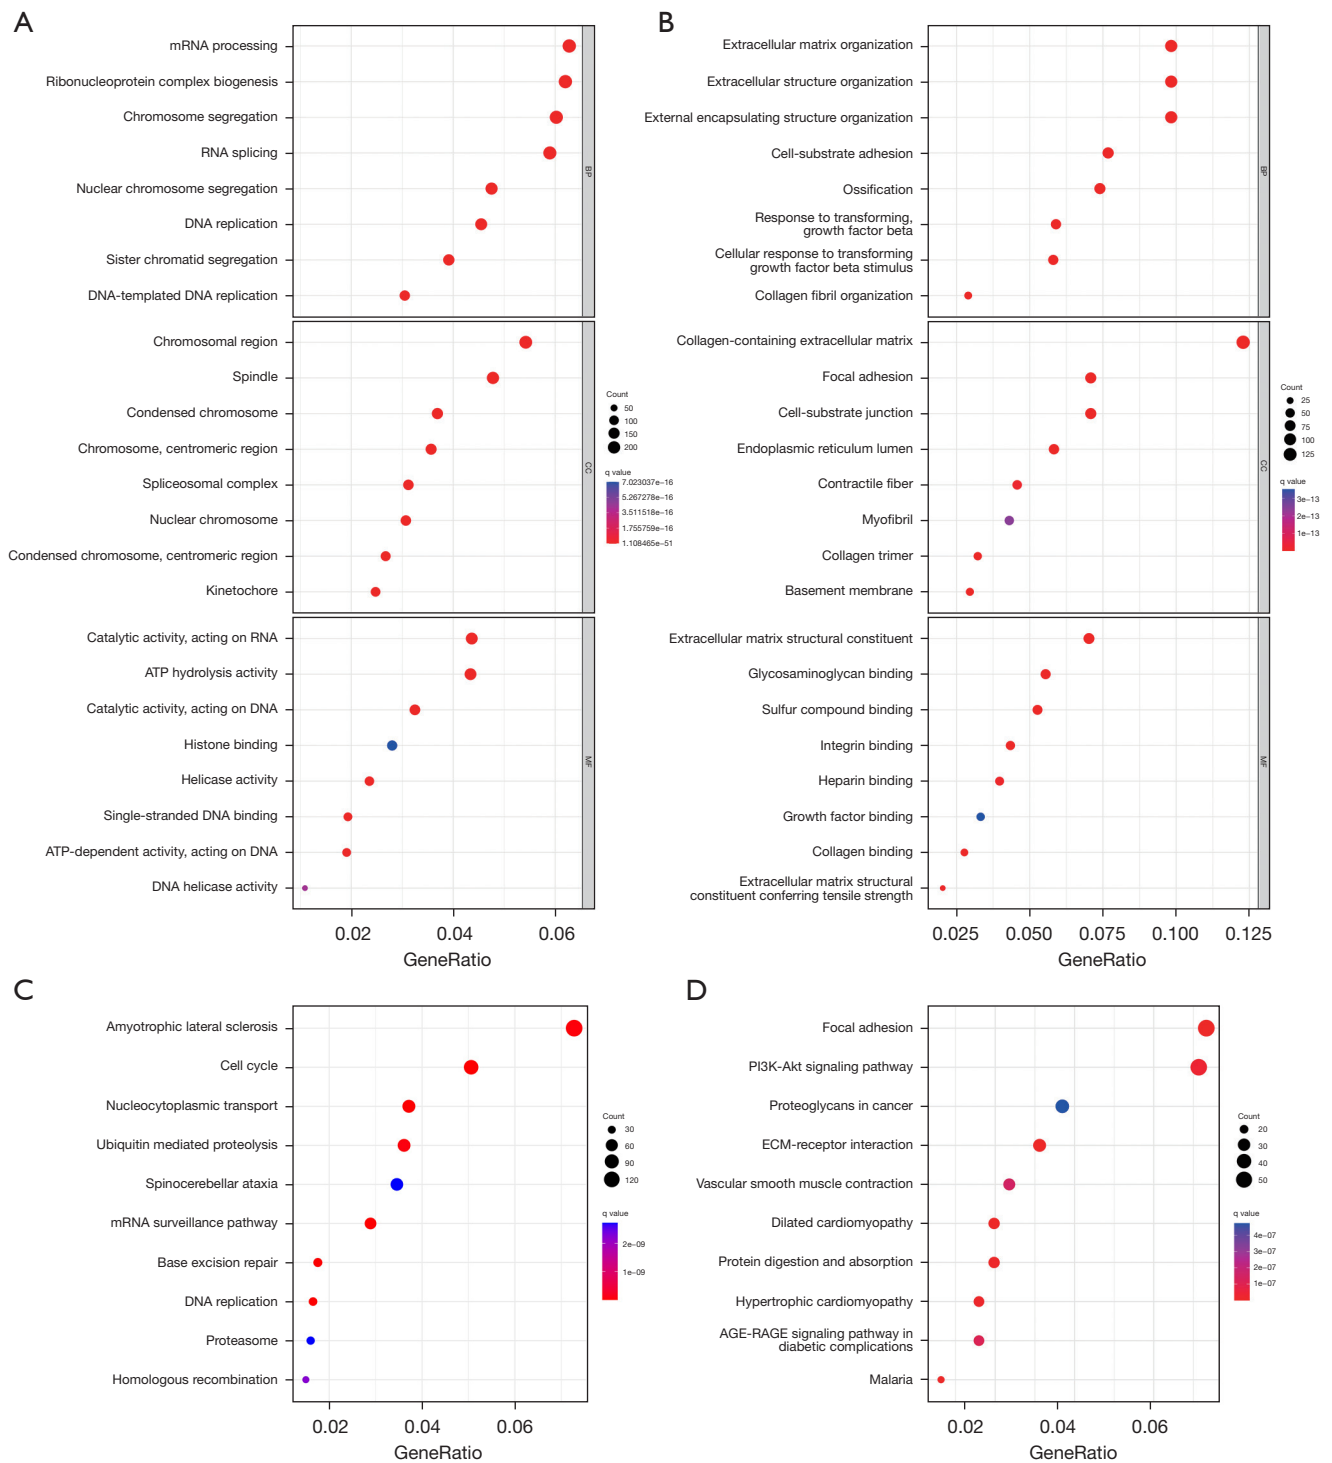 A
mRNA processing
Ribonucleoprotein complex biogenesis
Chromosome segregation
RNA splicing
Nuclear chromosome segregation
DNA replication
Sister chromatid segregation
DNA-templated DNA replication
BP
Chromosomal region
Spindle
Condensed chromosome
Chromosome, centromeric region
Spliceosomal complex
Nuclear chromosome
Condensed chromosome, centromeric region
Kinetochore
CC
Catalytic activity, acting on RNA
ATP hydrolysis activity
Catalytic activity, acting on DNA
Histone binding
Helicase activity
Single-stranded DNA binding
ATP-dependent activity, acting on DNA
DNA helicase activity
MF
0.02 0.04 0.06
GeneRatio
Count
50
100
150
200
q value
7.023037e−16
5.267278e−16
3.511518e−16
1.755759e−16
1.108465e−51
B
Extracellular matrix organization
Extracellular structure organization
External encapsulating structure organization
Cell-substrate adhesion
Ossification
Response to transforming,
growth factor beta
Cellular response to transforming
growth factor beta stimulus
Collagen fibril organization
BP
Collagen-containing extracellular matrix
Focal adhesion
Cell-substrate junction
Endoplasmic reticulum lumen
Contractile fiber
Myofibril
Collagen trimer
Basement membrane
CC
Extracellular matrix structural constituent
Glycosaminoglycan binding
Sulfur compound binding
Integrin binding
Heparin binding
Growth factor binding
Collagen binding
Extracellular matrix structural
constituent conferring tensile strength
MF
0.025 0.050 0.075 0.100 0.125
GeneRatio
Count
25
50
75
100
125
q value
3e−13
2e−13
1e−13
C
Amyotrophic lateral sclerosis
Cell cycle
Nucleocytoplasmic transport
Ubiquitin mediated proteolysis
Spinocerebellar ataxia
mRNA surveillance pathway
Base excision repair
DNA replication
Proteasome
Homologous recombination
0.02 0.04 0.06
GeneRatio
Count
30
60
90
120
q value
2e−09
1e−09
D
Focal adhesion
PI3K-Akt signaling pathway
Proteoglycans in cancer
ECM-receptor interaction
Vascular smooth muscle contraction
Dilated cardiomyopathy
Protein digestion and absorption
Hypertrophic cardiomyopathy
AGE-RAGE signaling pathway in
diabetic complications
Malaria
0.02 0.04 0.06
GeneRatio
Count
20
30
40
50
q value
4e−07
3e−07
2e−07
1e−07